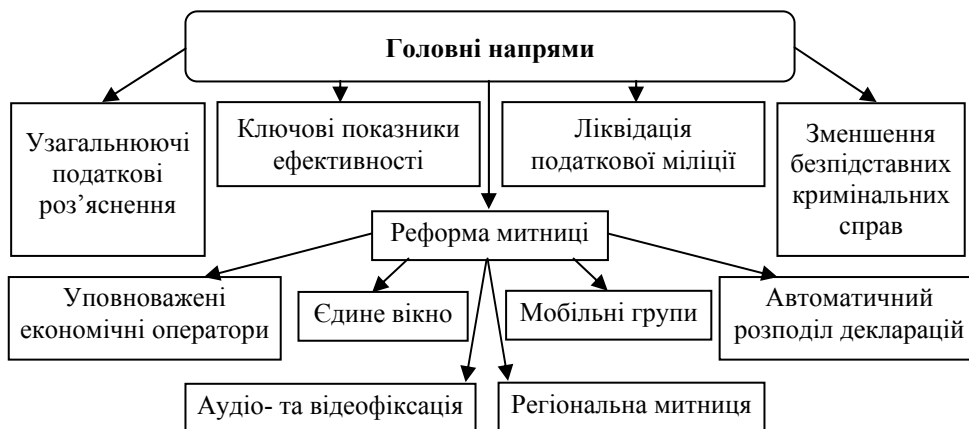 Головні напрями
Узагальнюючі
податкові
роз’яснення
Ключові показники
ефективності
Ліквідація
податкової міліції
Зменшення
безпідставних
кримінальних
справ
Реформа митниці
Уповноважені
економічні оператори
Єдине вікно
Мобільні групи
Автоматичний
розподіл декларацій
Аудіо- та відеофіксація
Регіональна митниця